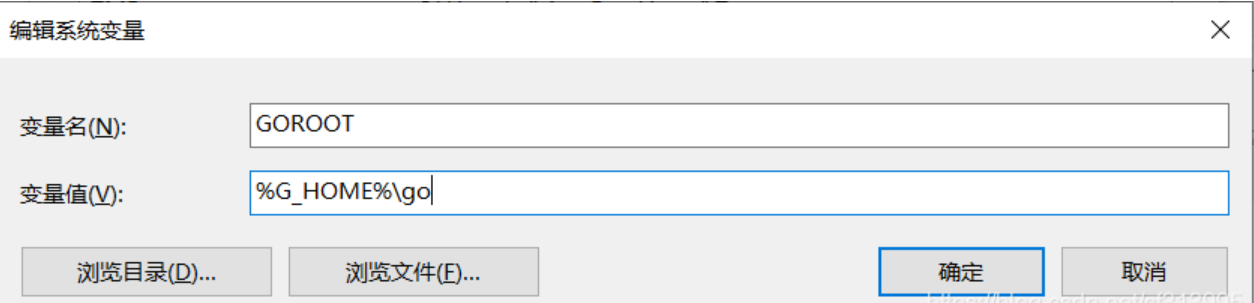 编辑系统变量
变量名(N):
GOROOT
变量值(V):
%G_HOME%\go
浏览目录(D)...
浏览文件(F)...
确定
取消